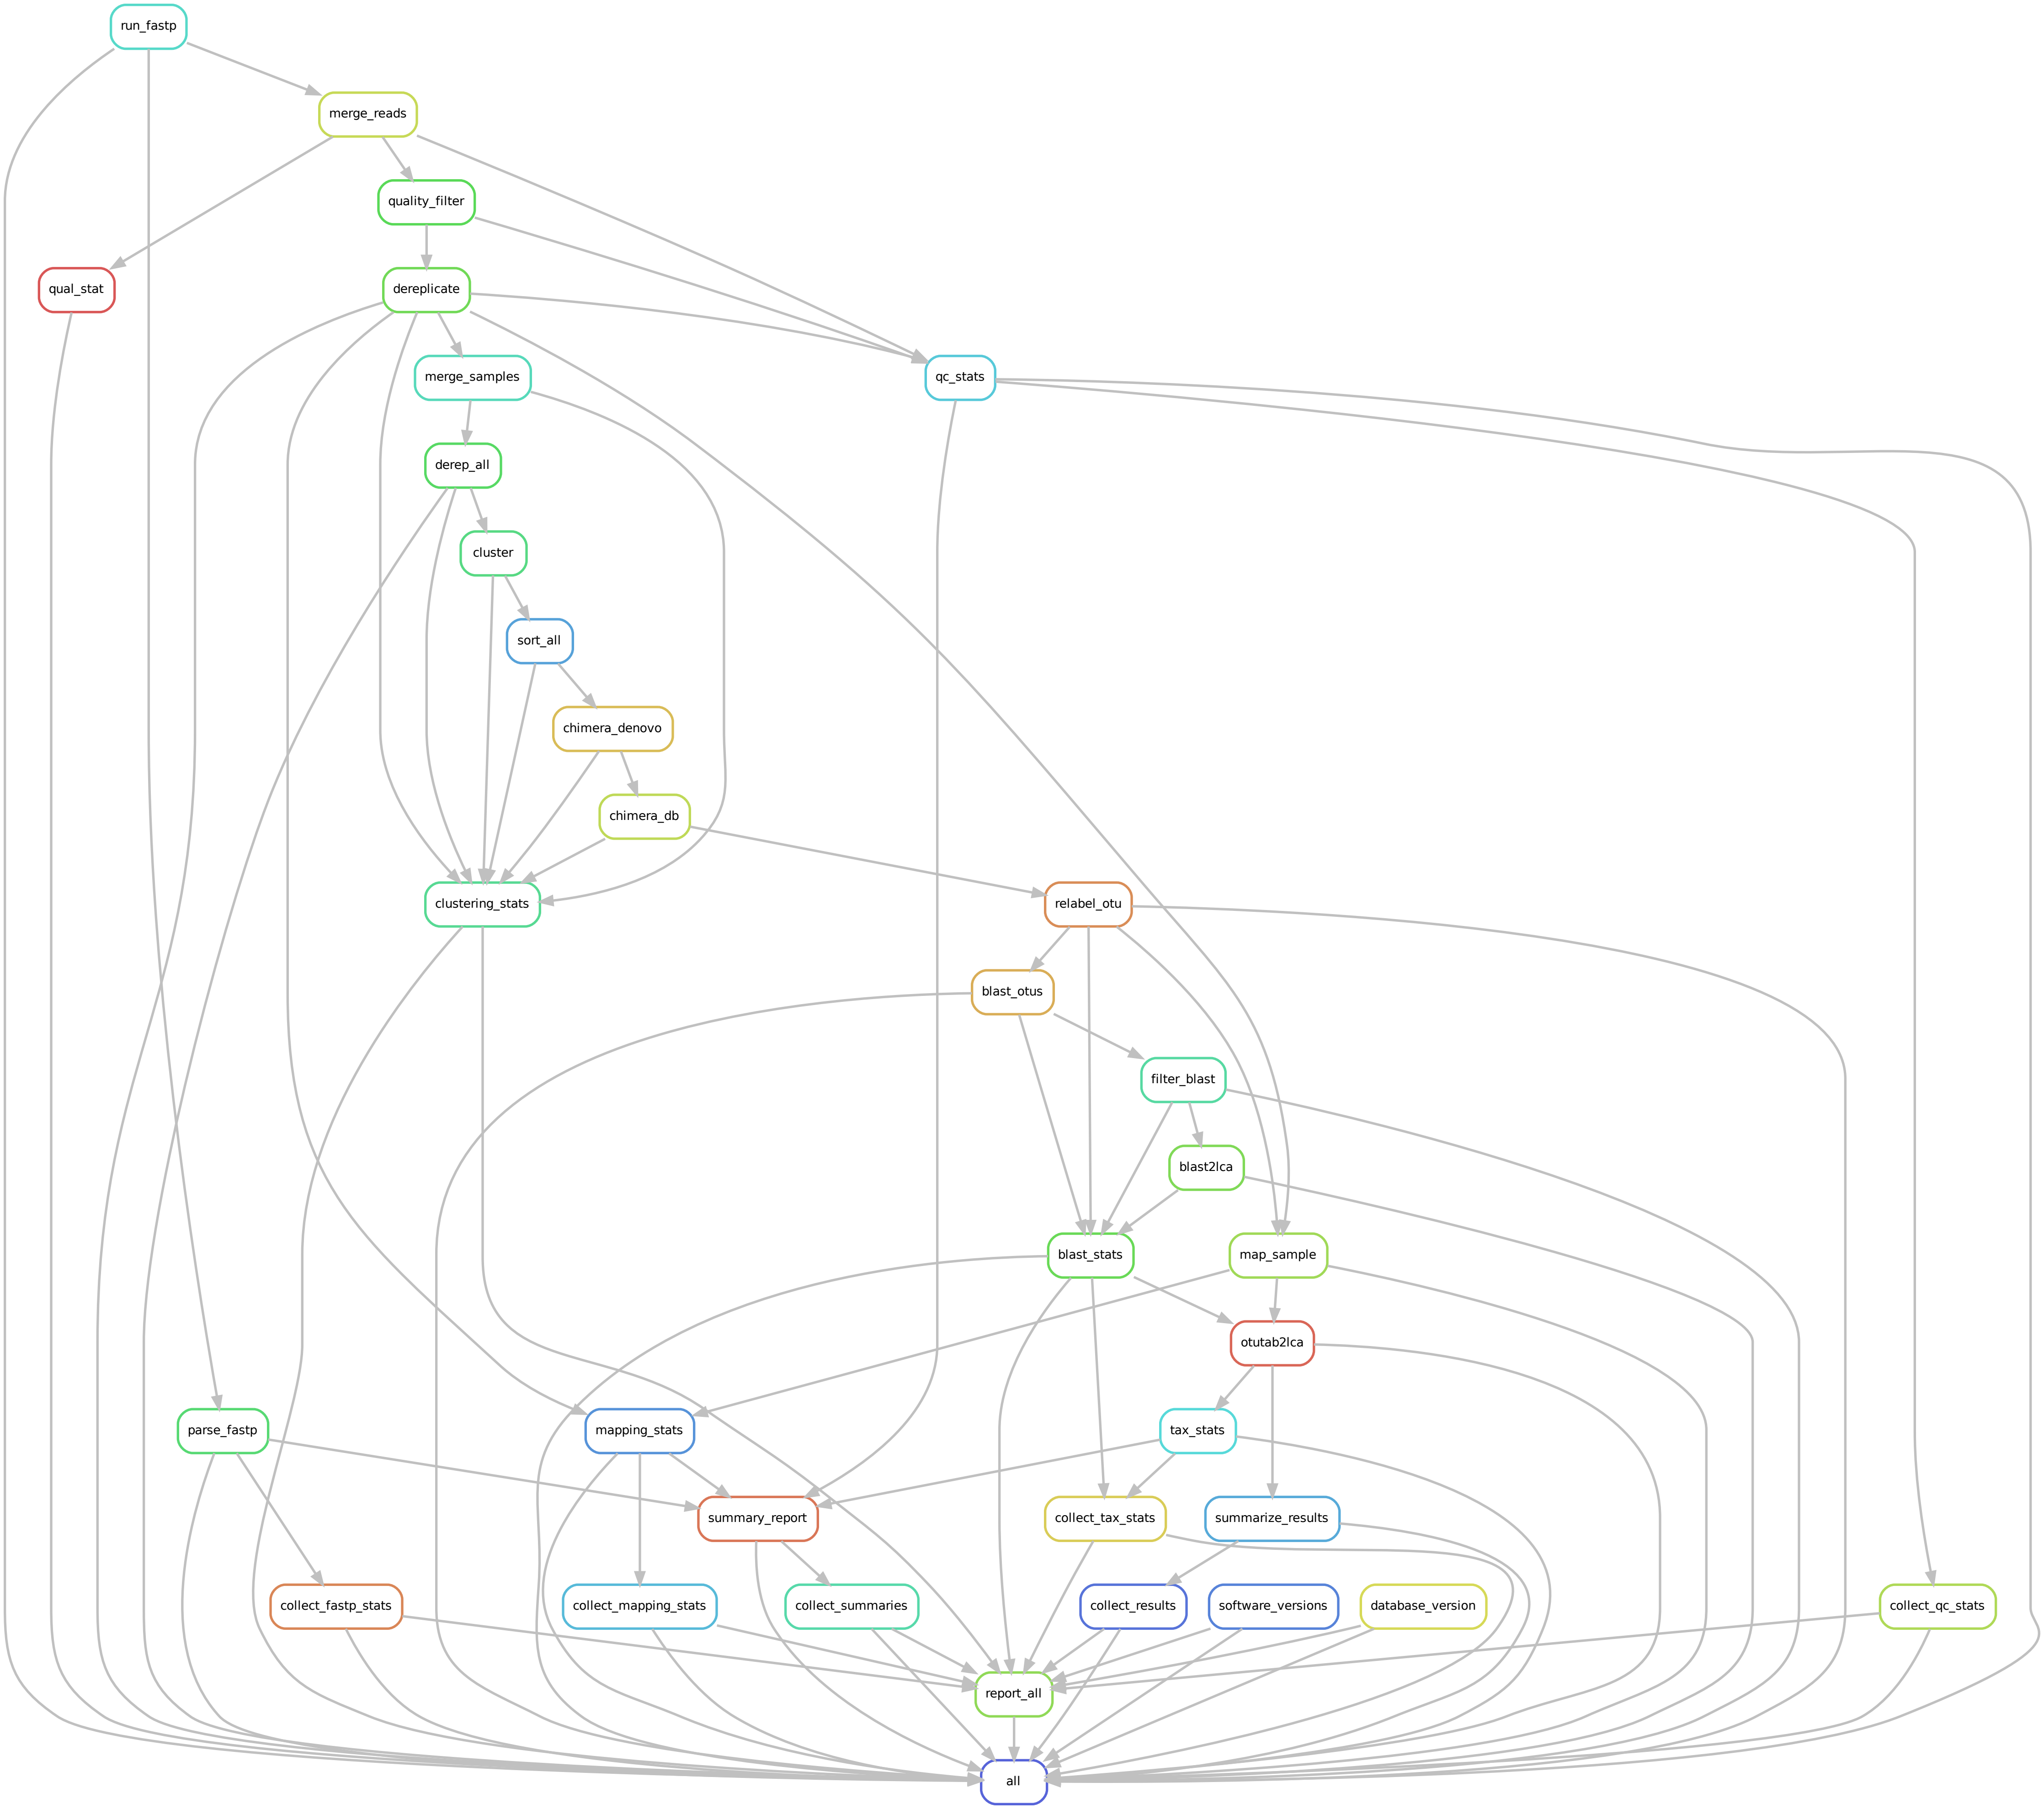 run_fastp
merge_reads
quality_filter
qual_stat
dereplicate
merge_samples
qc_stats
derep_all
cluster
sort_all
chimera_denovo
chimera_db
clustering_stats
relabel_otu
blast_otus
filter_blast
blast2lca
blast_stats
map_sample
otutab2lca
parse_fastp
mapping_stats
tax_stats
summary_report
collect_tax_stats
summarize_results
collect_fastp_stats
collect_mapping_stats
collect_summaries
collect_results
software_versions
database_version
collect_qc_stats
report_all
all